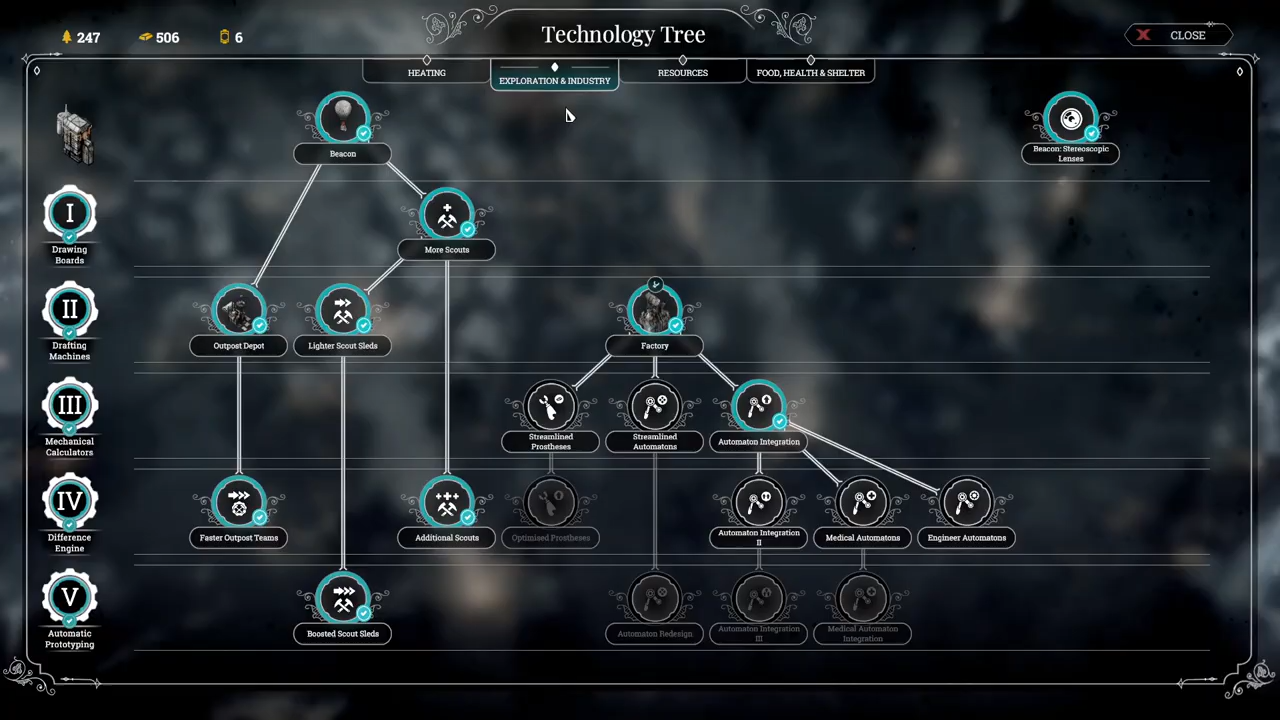 247 506 6
Technology Tree
CLOSE
HEATING
EXPLORATION & INDUSTRY
RESOURCES
FOOD, HEALTH & SHELTER
Beacon
Beacon: Stereoscopic
Lenses
I
Drawing
Boards
More Scouts
II
Drafting
Machines
Outpost Depot
Lighter Scout Sleds
Factory
III
Mechanical
Calculators
Streamlined
Prostheses
Streamlined
Automatons
Automaton Integration
IV
Difference
Engine
Faster Outpost Teams
Additional Scouts
Optimised Prostheses
Automaton Integration
II
Medical Automatons
Engineer Automatons
V
Automatic
Prototyping
Boosted Scout Sleds
Automaton Redesign
Automaton Integration
III
Medical Automaton
Integration